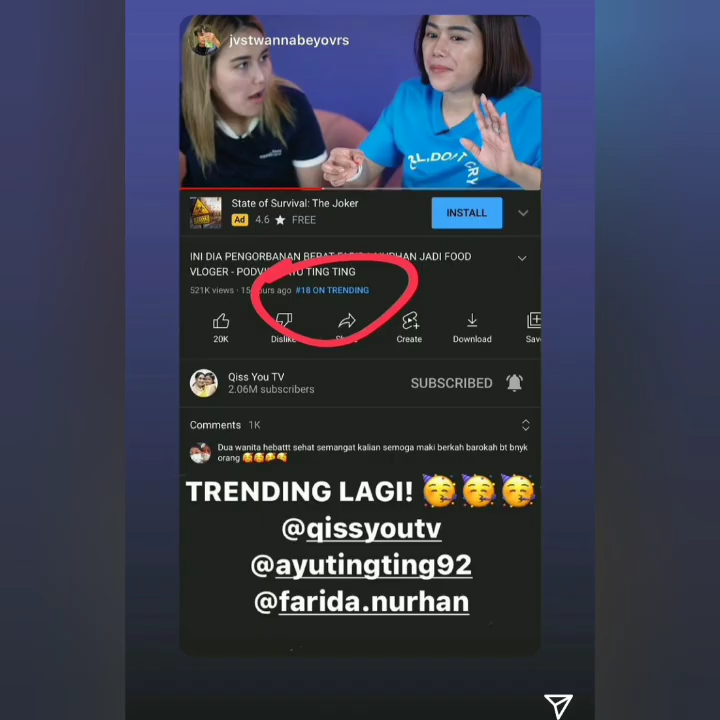 jvstwannabeyovrs
State of Survival: The Joker
Ad 4.6 ★ FREE
INSTALL
INI DIA PENGORBANAN BERAT NURHAN JADI FOOD
VLOGER - TING TING
521K views · ago #18 ON TRENDING
20K
Dislike
Create
Download
Save
Qiss You TV
2.06M subscribers
SUBSCRIBED
Comments 1K
Dua wanita hebattt sehat semangat kalian semoga maki berkah barokah bt bnyk
orang 🥰🥰🥰🥰
TRENDING LAGI! 🥳🥳🥳
@qissyoutv
@ayutingting92
@farida.nurhan